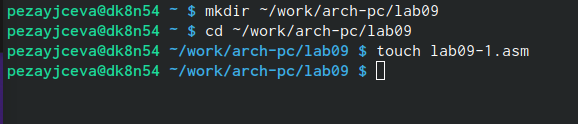 pezayjceva@dk8n54 ~ $ mkdir ~/work/arch-pc/lab09
pezayjceva@dk8n54 ~ $ cd ~/work/arch-pc/lab09
pezayjceva@dk8n54 ~/work/arch-pc/lab09 $ touch lab09-1.asm
pezayjceva@dk8n54 ~/work/arch-pc/lab09 $